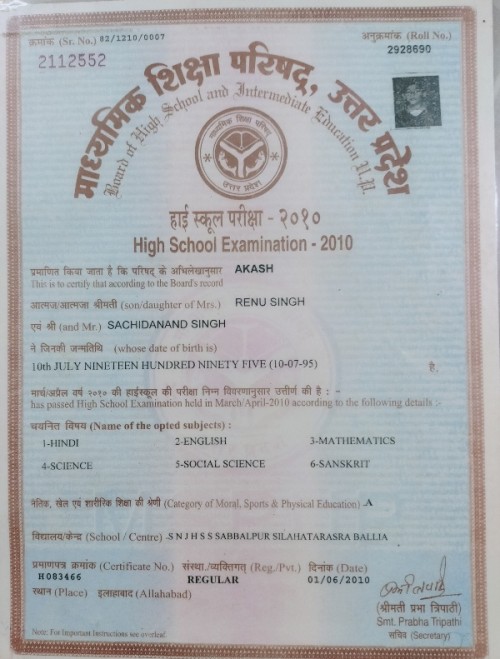 क्रमांक (Sr. No.) 82/1210/0007 अनुक्रमांक (Roll No.)
2112552 2928690
माध्यमिक शिक्षा परिषद्, उत्तर प्रदेश
Board of High School and Intermediate Education U.P.
माध्यमिक शिक्षा परिषद्
उत्तर प्रदेश
हाई स्कूल परीक्षा - २०१०
High School Examination - 2010
प्रमाणित किया जाता है कि परिषद् के अभिलेखानुसार AKASH
This is to certify that according to the Board's record
आत्मज/आत्मजा श्रीमती (son/daughter of Mrs.) RENU SINGH
एवं श्री (and Mr.) SACHIDANAND SINGH
ने जिनकी जन्मतिथि (whose date of birth is)
10th JULY NINETEEN HUNDRED NINETY FIVE (10-07-95) है.
मार्च/अप्रैल वर्ष २०१० की हाईस्कूल की परीक्षा निम्न विवरणानुसार उत्तीर्ण की है : -
has passed High School Examination held in March/April-2010 according to the following details :-
चयनित विषय (Name of the opted subjects) :
1-HINDI 2-ENGLISH 3-MATHEMATICS
4-SCIENCE 5-SOCIAL SCIENCE 6-SANSKRIT
नैतिक, खेल एवं शारीरिक शिक्षा की श्रेणी (Category of Moral, Sports & Physical Education) -A
विद्यालय/केन्द्र (School / Centre) -S N J H S S SABBALPUR SILAHATARASRA BALLIA
प्रमाणपत्र क्रमांक (Certificate No.) संस्था./व्यक्तिगत् (Reg./Pvt.) दिनांक (Date)
H083466 REGULAR 01/06/2010
स्थान (Place) इलाहाबाद (Allahabad)
(श्रीमती प्रभा त्रिपाठी)
Smt. Prabha Tripathi
सचिव (Secretary)
Note: For Important Instructions see overleaf